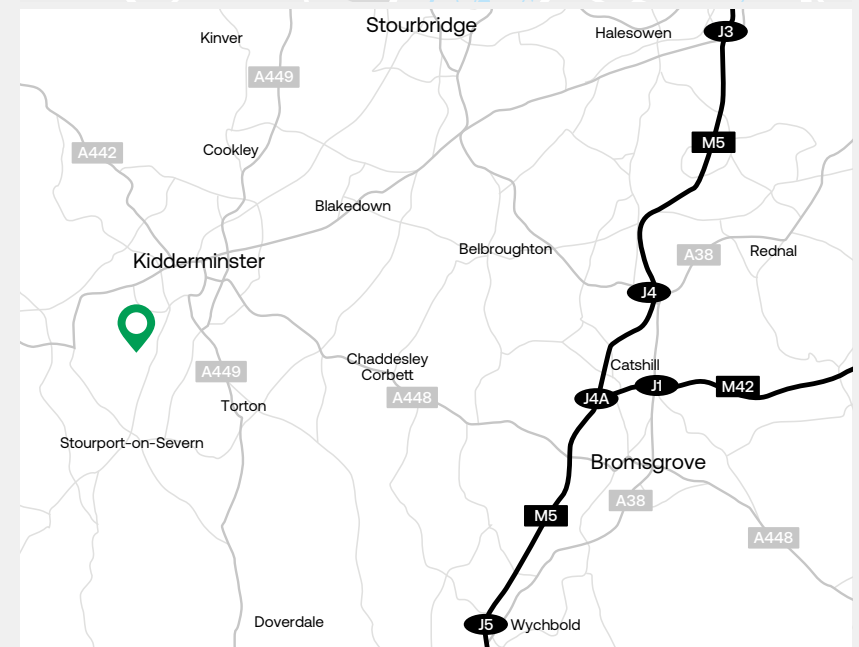 Stourbridge
Kinver
Halesowen
J3
A449
M5
A442
Cookley
Blakedown
Belbroughton
A38
Rednal
Kidderminster
J4
Chaddesley
Corbett
Catshill
A449
J1
M42
A448
J4A
Torton
Stourport-on-Severn
Bromsgrove
A38
M5
A448
Doverdale
J5
Wychbold